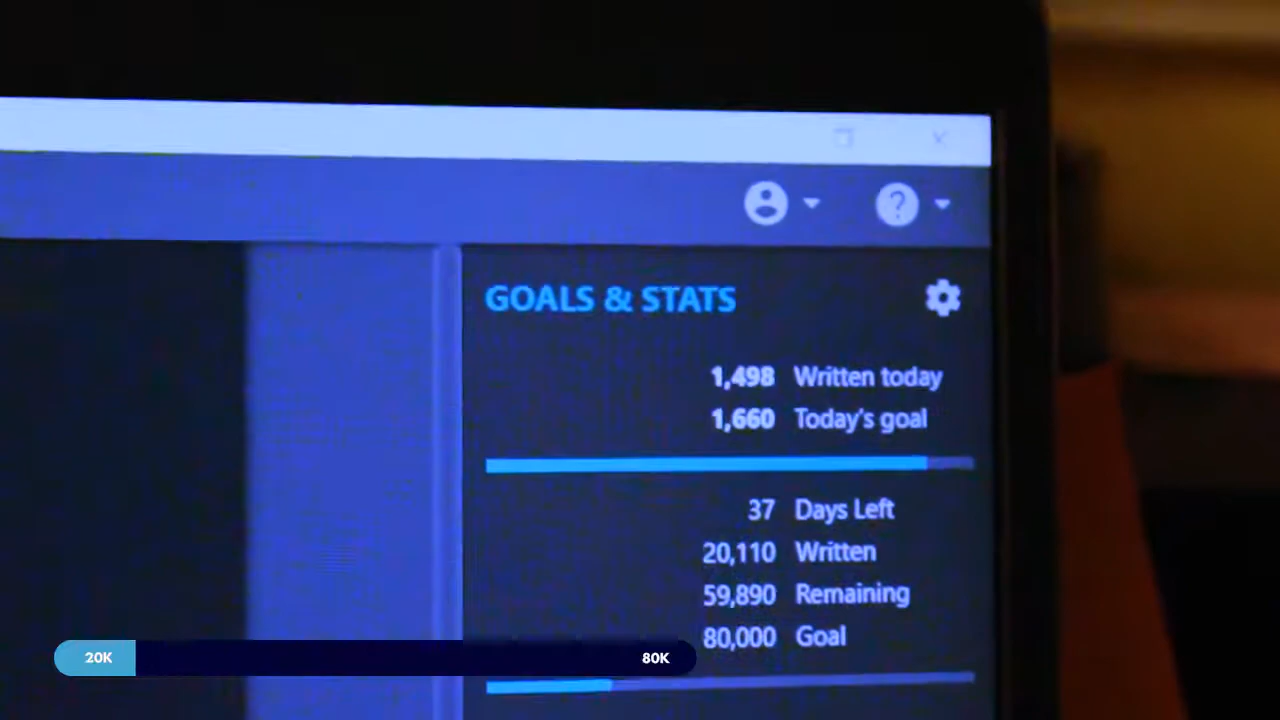 GOALS & STATS
1,498 Written today
1,660 Today's goal
37 Days Left
20,110 Written
59,890 Remaining
80,000 Goal
20K 80K